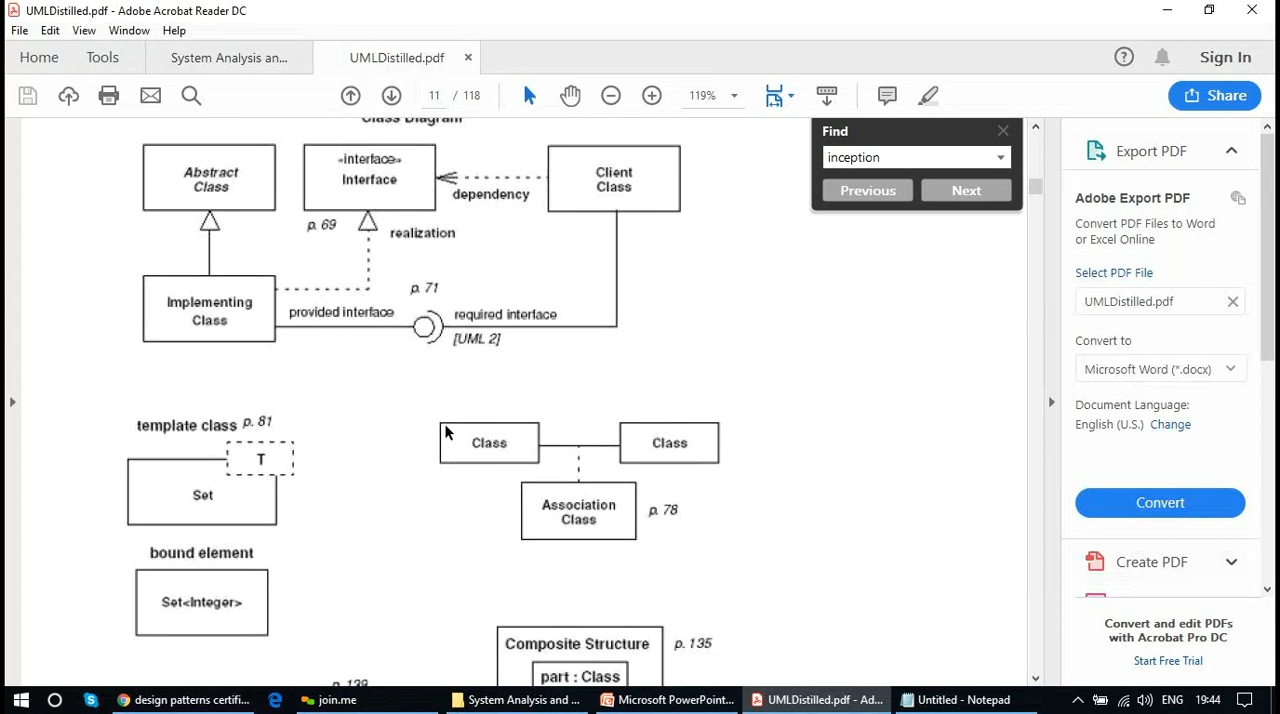 UMLDistilled.pdf - Adobe Acrobat Reader DC
File Edit View Window Help
Home Tools System Analysis an... UMLDistilled.pdf ×
Sign In
11 / 118
119%
Share
Class Diagram
Find
inception
Previous Next
Abstract
Class
«interface»
Interface
Client
Class
dependency
p. 69
realization
Implementing
Class
p. 71
provided interface
required interface
[UML 2]
template class p. 81
T
Set
bound element
Set<Integer>
Class
Class
Association
Class
p. 78
Composite Structure
p. 135
part : Class
p. 139
Export PDF
Adobe Export PDF
Convert PDF Files to Word
or Excel Online
Select PDF File
UMLDistilled.pdf
Convert to
Microsoft Word (*.docx)
Document Language:
English (U.S.) Change
Convert
Create PDF
Convert and edit PDFs
with Acrobat Pro DC
Start Free Trial
design patterns certifi... join.me System Analysis and ... Microsoft PowerPoint... UMLDistilled.pdf - Ad... Untitled - Notepad ENG 19:44